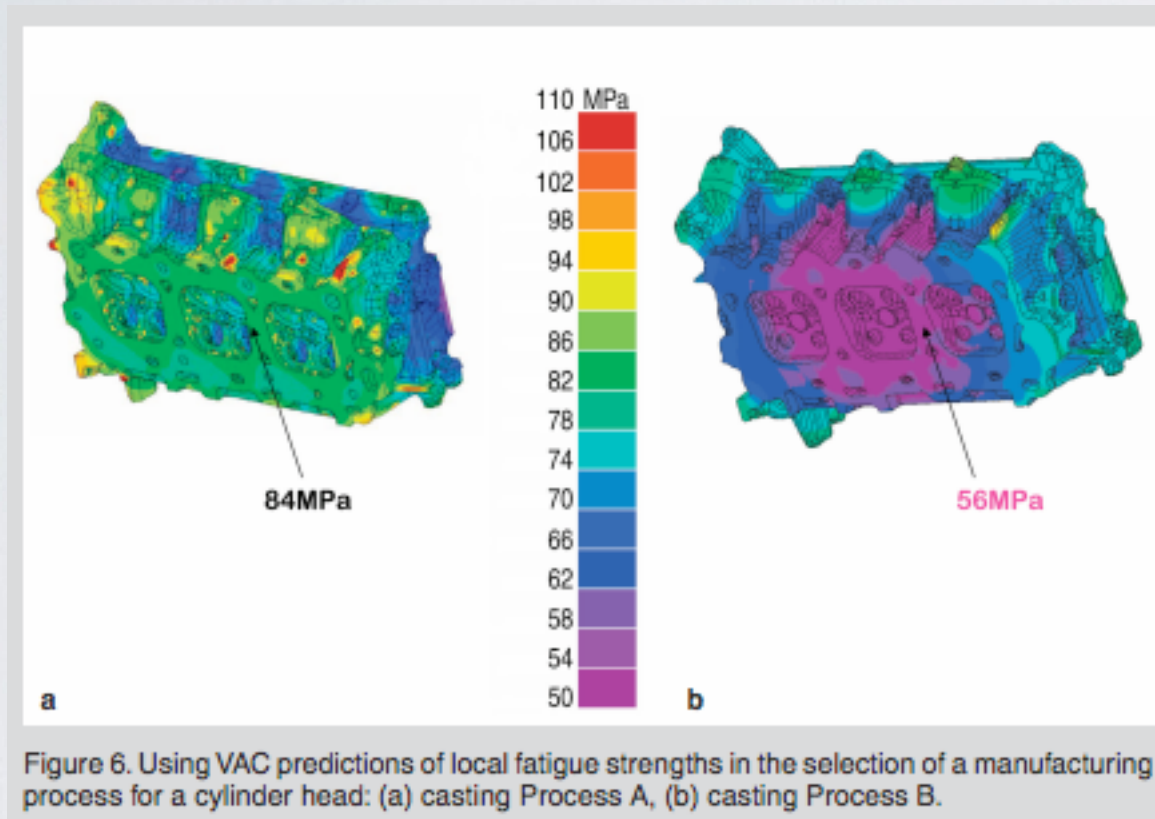 110 MPa
106
102
98
94
90
86
82
78
74
70
66
62
58
54
50
84MPa
56MPa
a
b
Figure 6. Using VAC predictions of local fatigue strengths in the selection of a manufacturing
process for a cylinder head: (a) casting Process A, (b) casting Process B.